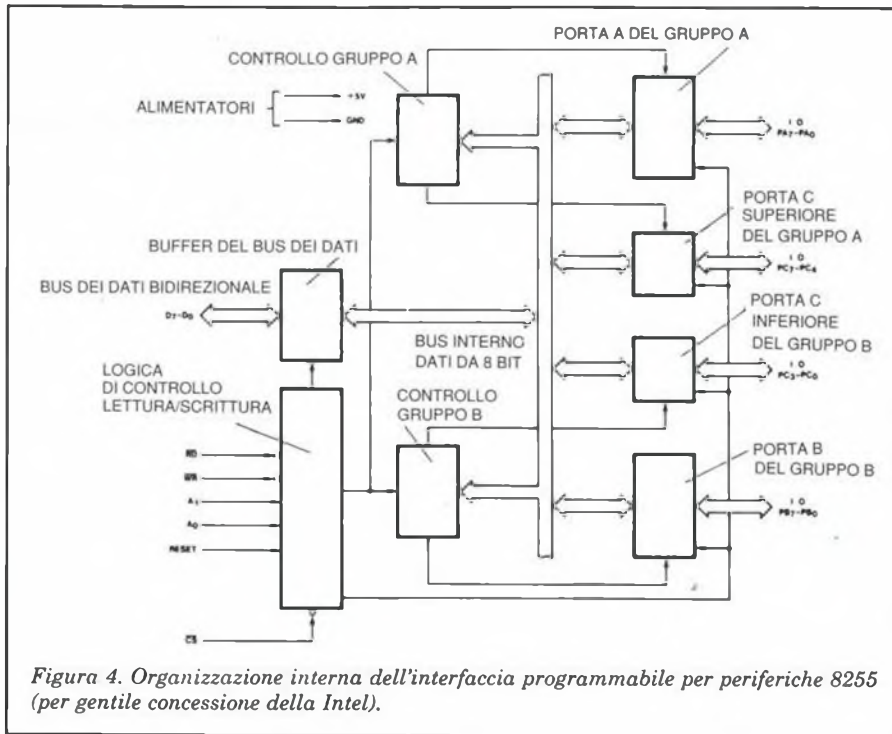 PORTA A DEL GRUPPO A
CONTROLLO GRUPPO A
+5V
ALIMENTATORI
GND
I O
PA7-PA0
PORTA C
SUPERIORE
DEL GRUPPO A
BUFFER DEL BUS DEI DATI
I O
PC7-PC4
BUS DEI DATI BIDIREZIONALE
D7-D0
PORTA C
INFERIORE
DEL GRUPPO B
BUS INTERNO
DATI DA 8 BIT
LOGICA
DI CONTROLLO
LETTURA/SCRITTURA
I O
PC3-PC0
CONTROLLO
GRUPPO B
PORTA B
DEL GRUPPO B
RD
WR
A1
A0
RESET
I O
PB7-PB0
CS
Figura 4. Organizzazione interna dell'interfaccia programmabile per periferiche 8255
(per gentile concessione della Intel).